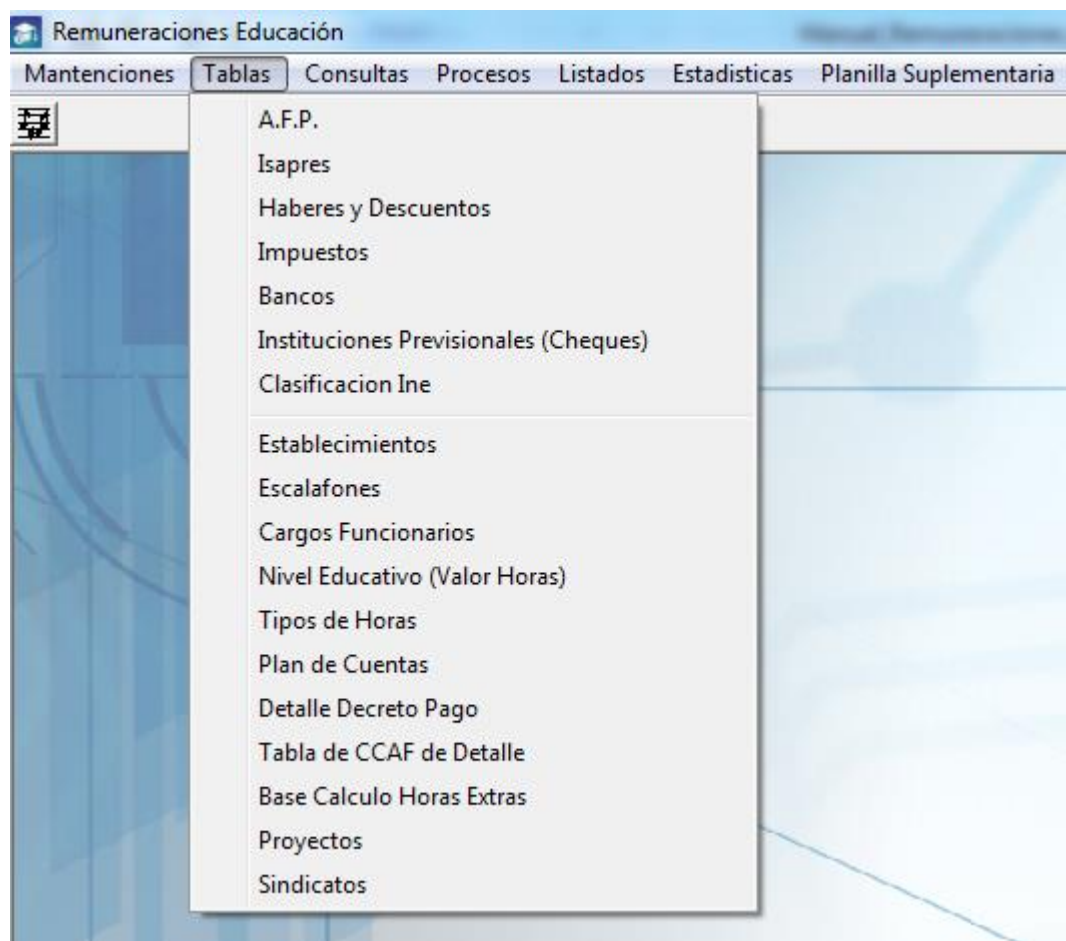 Remuneraciones Educación
Mantenciones Tablas Consultas Procesos Listados Estadisticas Planilla Suplementaria
A.F.P.
Isapres
Haberes y Descuentos
Impuestos
Bancos
Instituciones Previsionales (Cheques)
Clasificacion Ine
Establecimientos
Escalafones
Cargos Funcionarios
Nivel Educativo (Valor Horas)
Tipos de Horas
Plan de Cuentas
Detalle Decreto Pago
Tabla de CCAF de Detalle
Base Calculo Horas Extras
Proyectos
Sindicatos